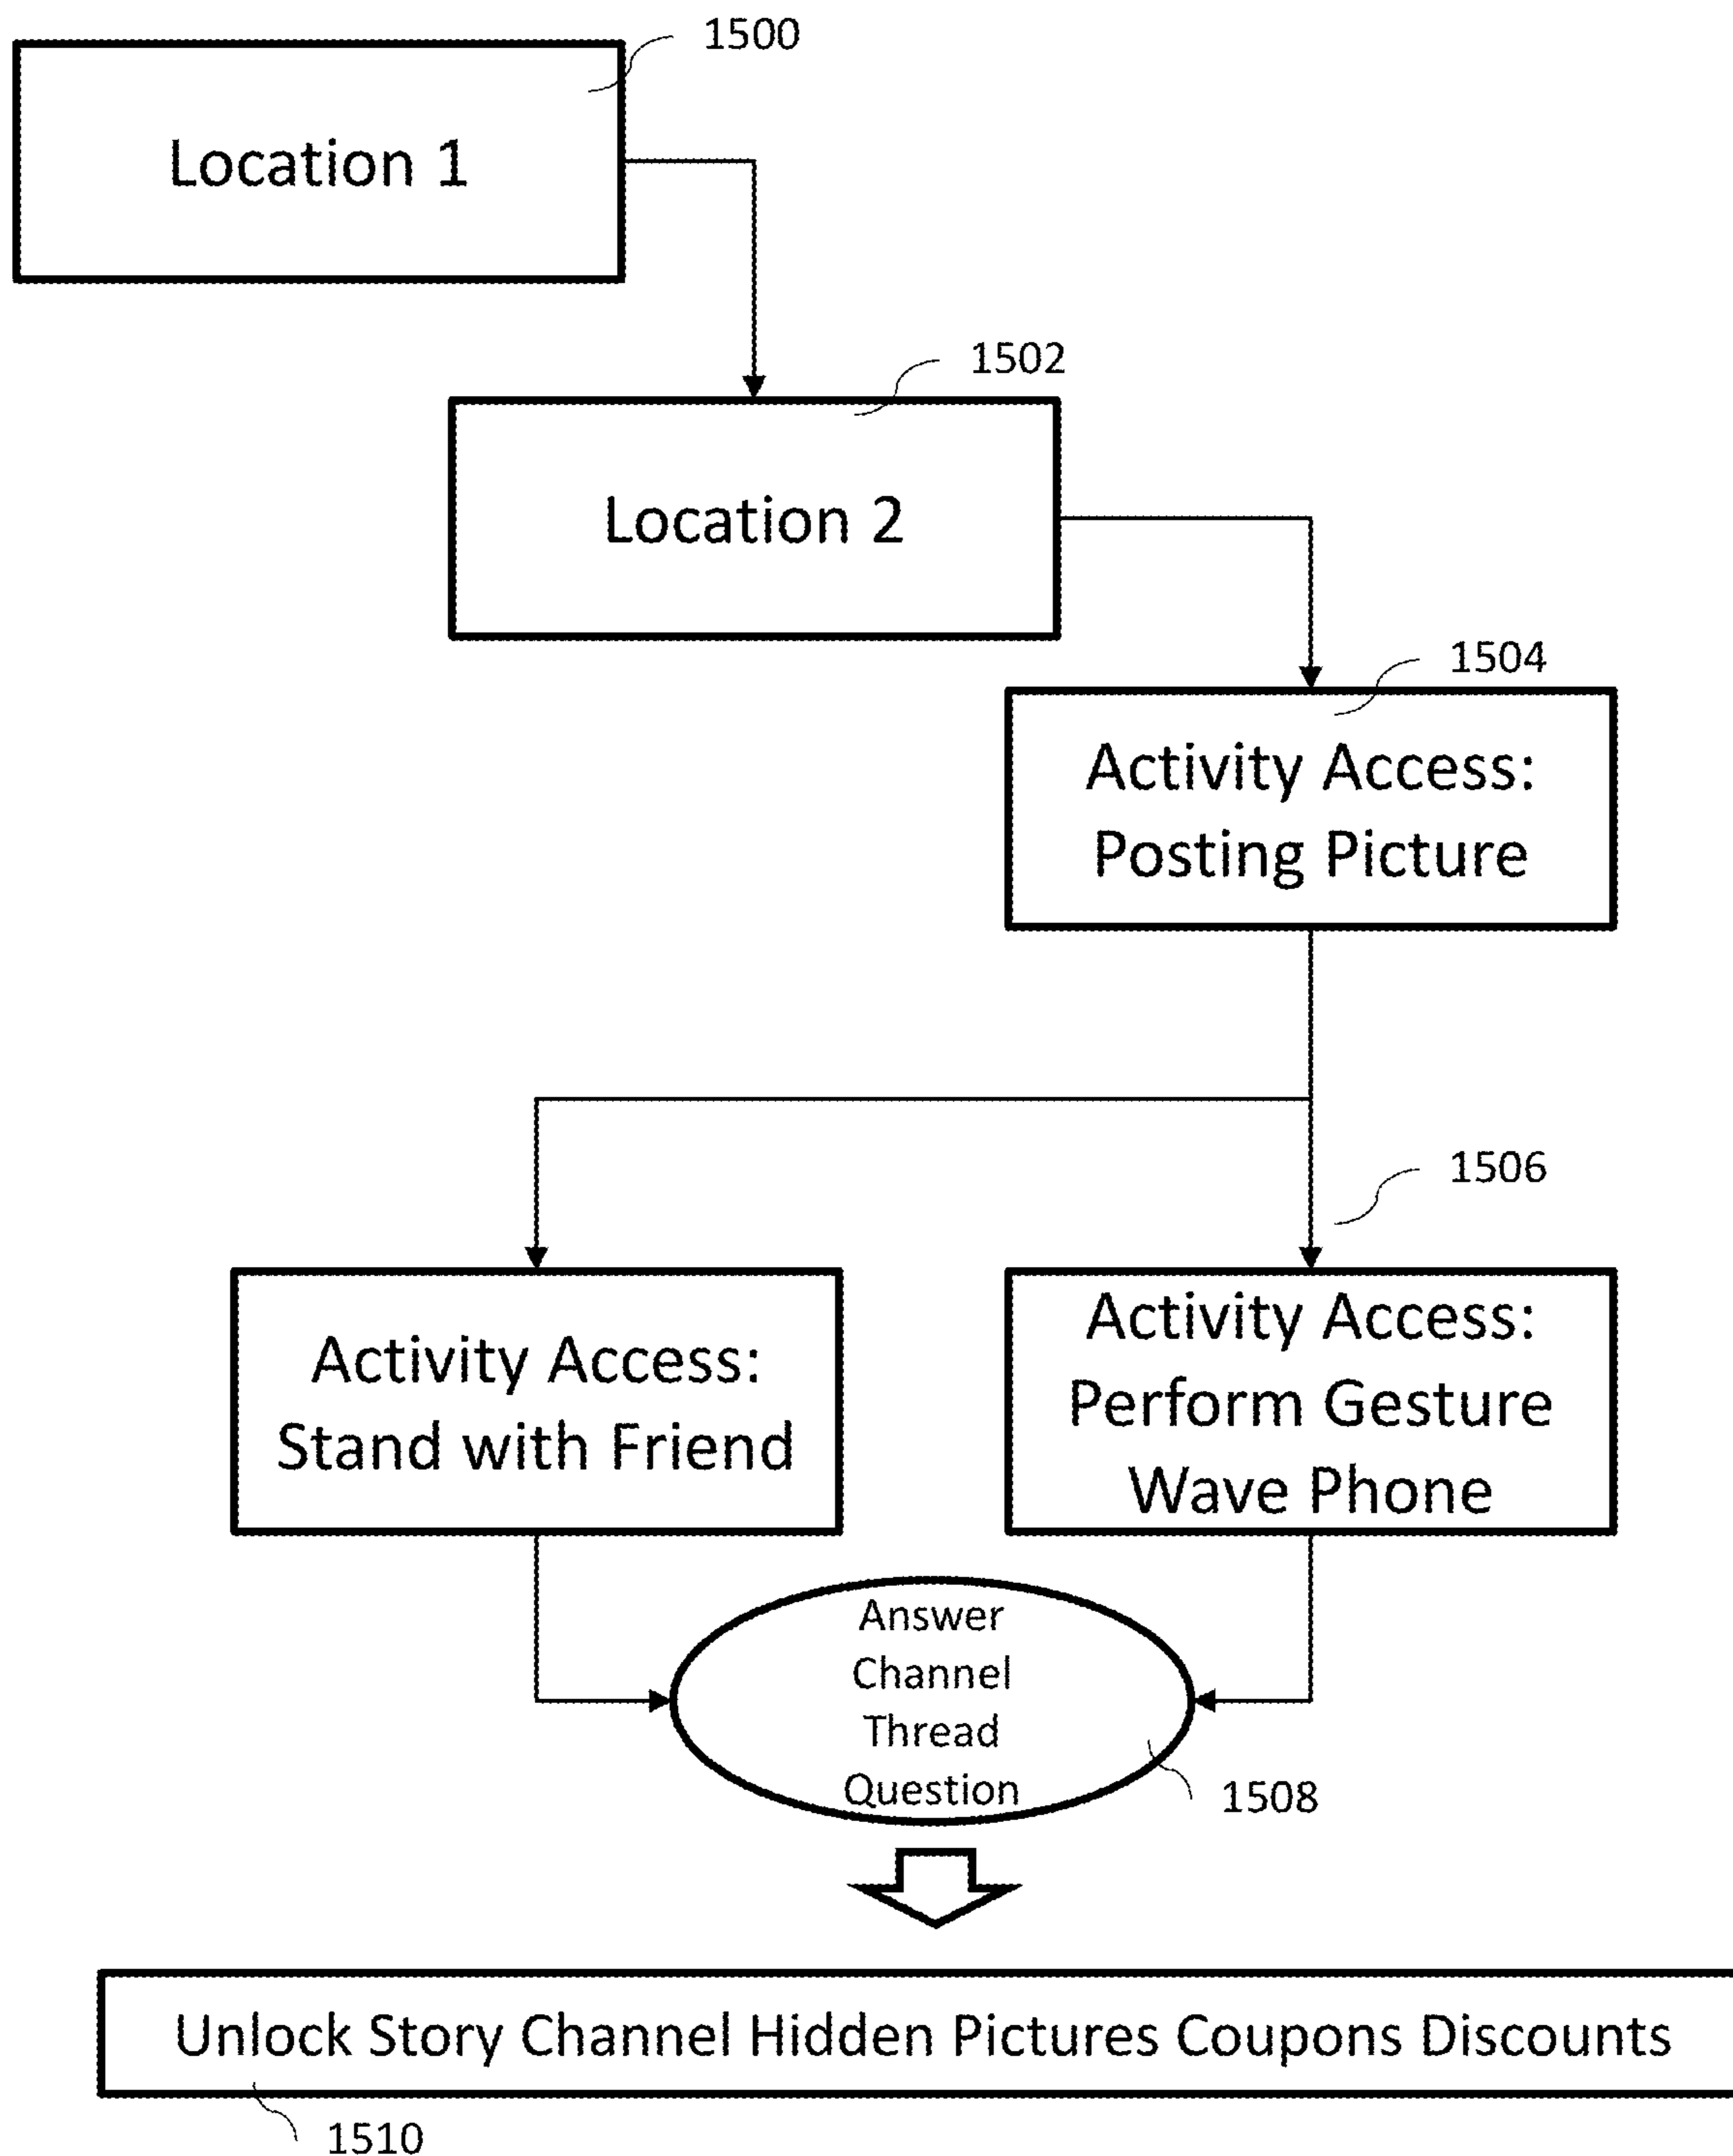 1500
Location 1
1502
Location 2
1504
Activity Access:
Posting Picture
1506
Activity Access:
Stand with Friend
Activity Access:
Perform Gesture
Wave Phone
Answer
Channel
Thread
Question
1508
Unlock Story Channel Hidden Pictures Coupons Discounts
1510